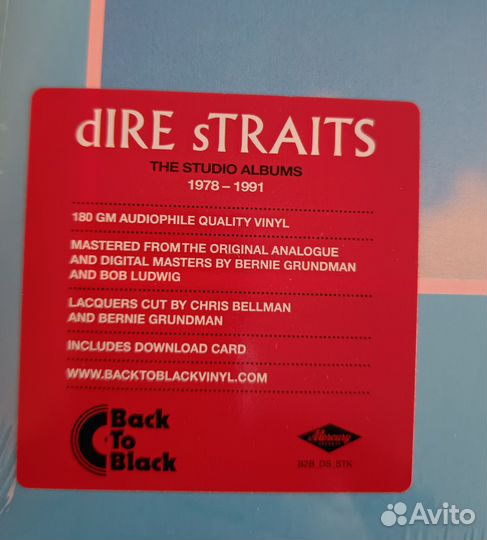 dIRE sTRAITS
THE STUDIO ALBUMS
1978 – 1991
180 GM AUDIOPHILE QUALITY VINYL
MASTERED FROM THE ORIGINAL ANALOGUE
AND DIGITAL MASTERS BY BERNIE GRUNDMAN
AND BOB LUDWIG
LACQUERS CUT BY CHRIS BELLMAN
AND BERNIE GRUNDMAN
INCLUDES DOWNLOAD CARD
WWW.BACKTOBLACKVINYL.COM
Back
To
Black
Mercury
RECORDS
B2B_DS_STK
Avito